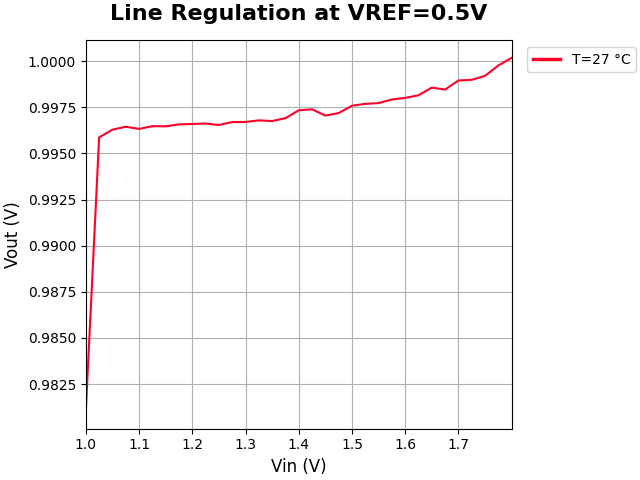 Line Regulation at VREF=0.5V
T=27 °C
Vout (V)
1.0000
0.9975
0.9950
0.9925
0.9900
0.9875
0.9850
0.9825
1.0 1.1 1.2 1.3 1.4 1.5 1.6 1.7
Vin (V)